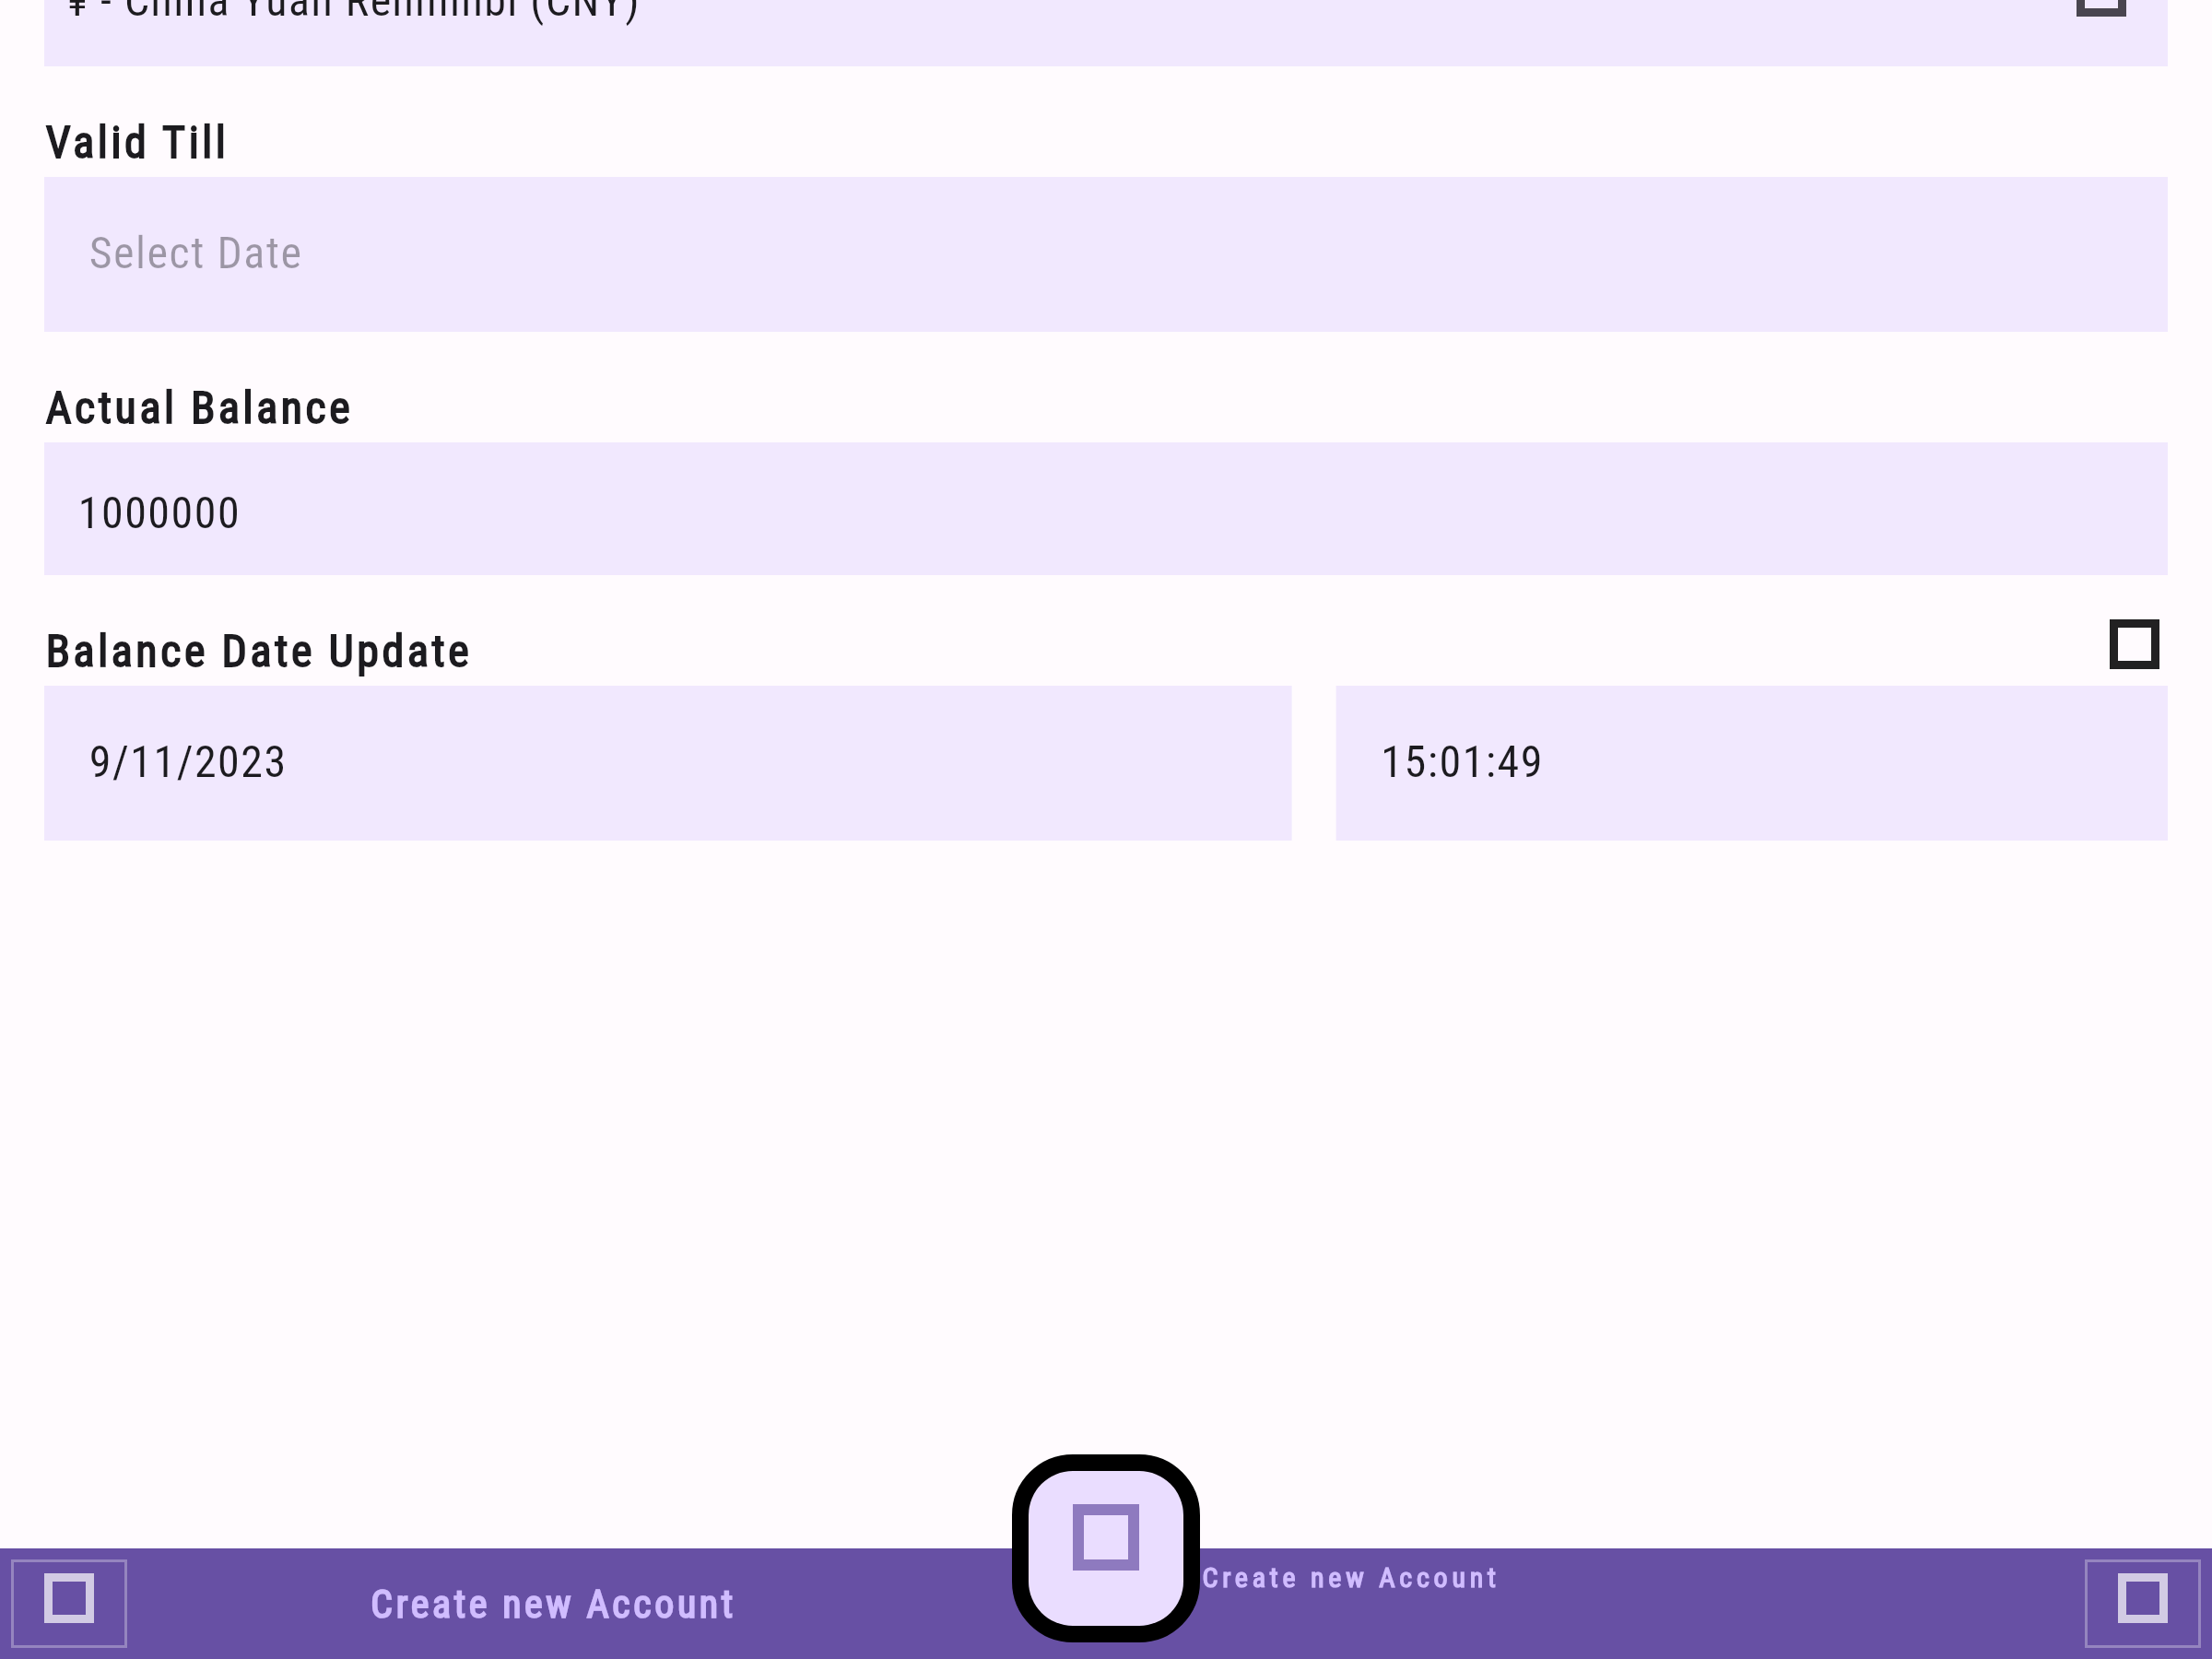 ¥ - China Yuan Renminbi (CNY)
Valid Till
Select Date
Actual Balance
1000000
Balance Date Update
9/11/2023
15:01:49
Create new Account
Create new Account